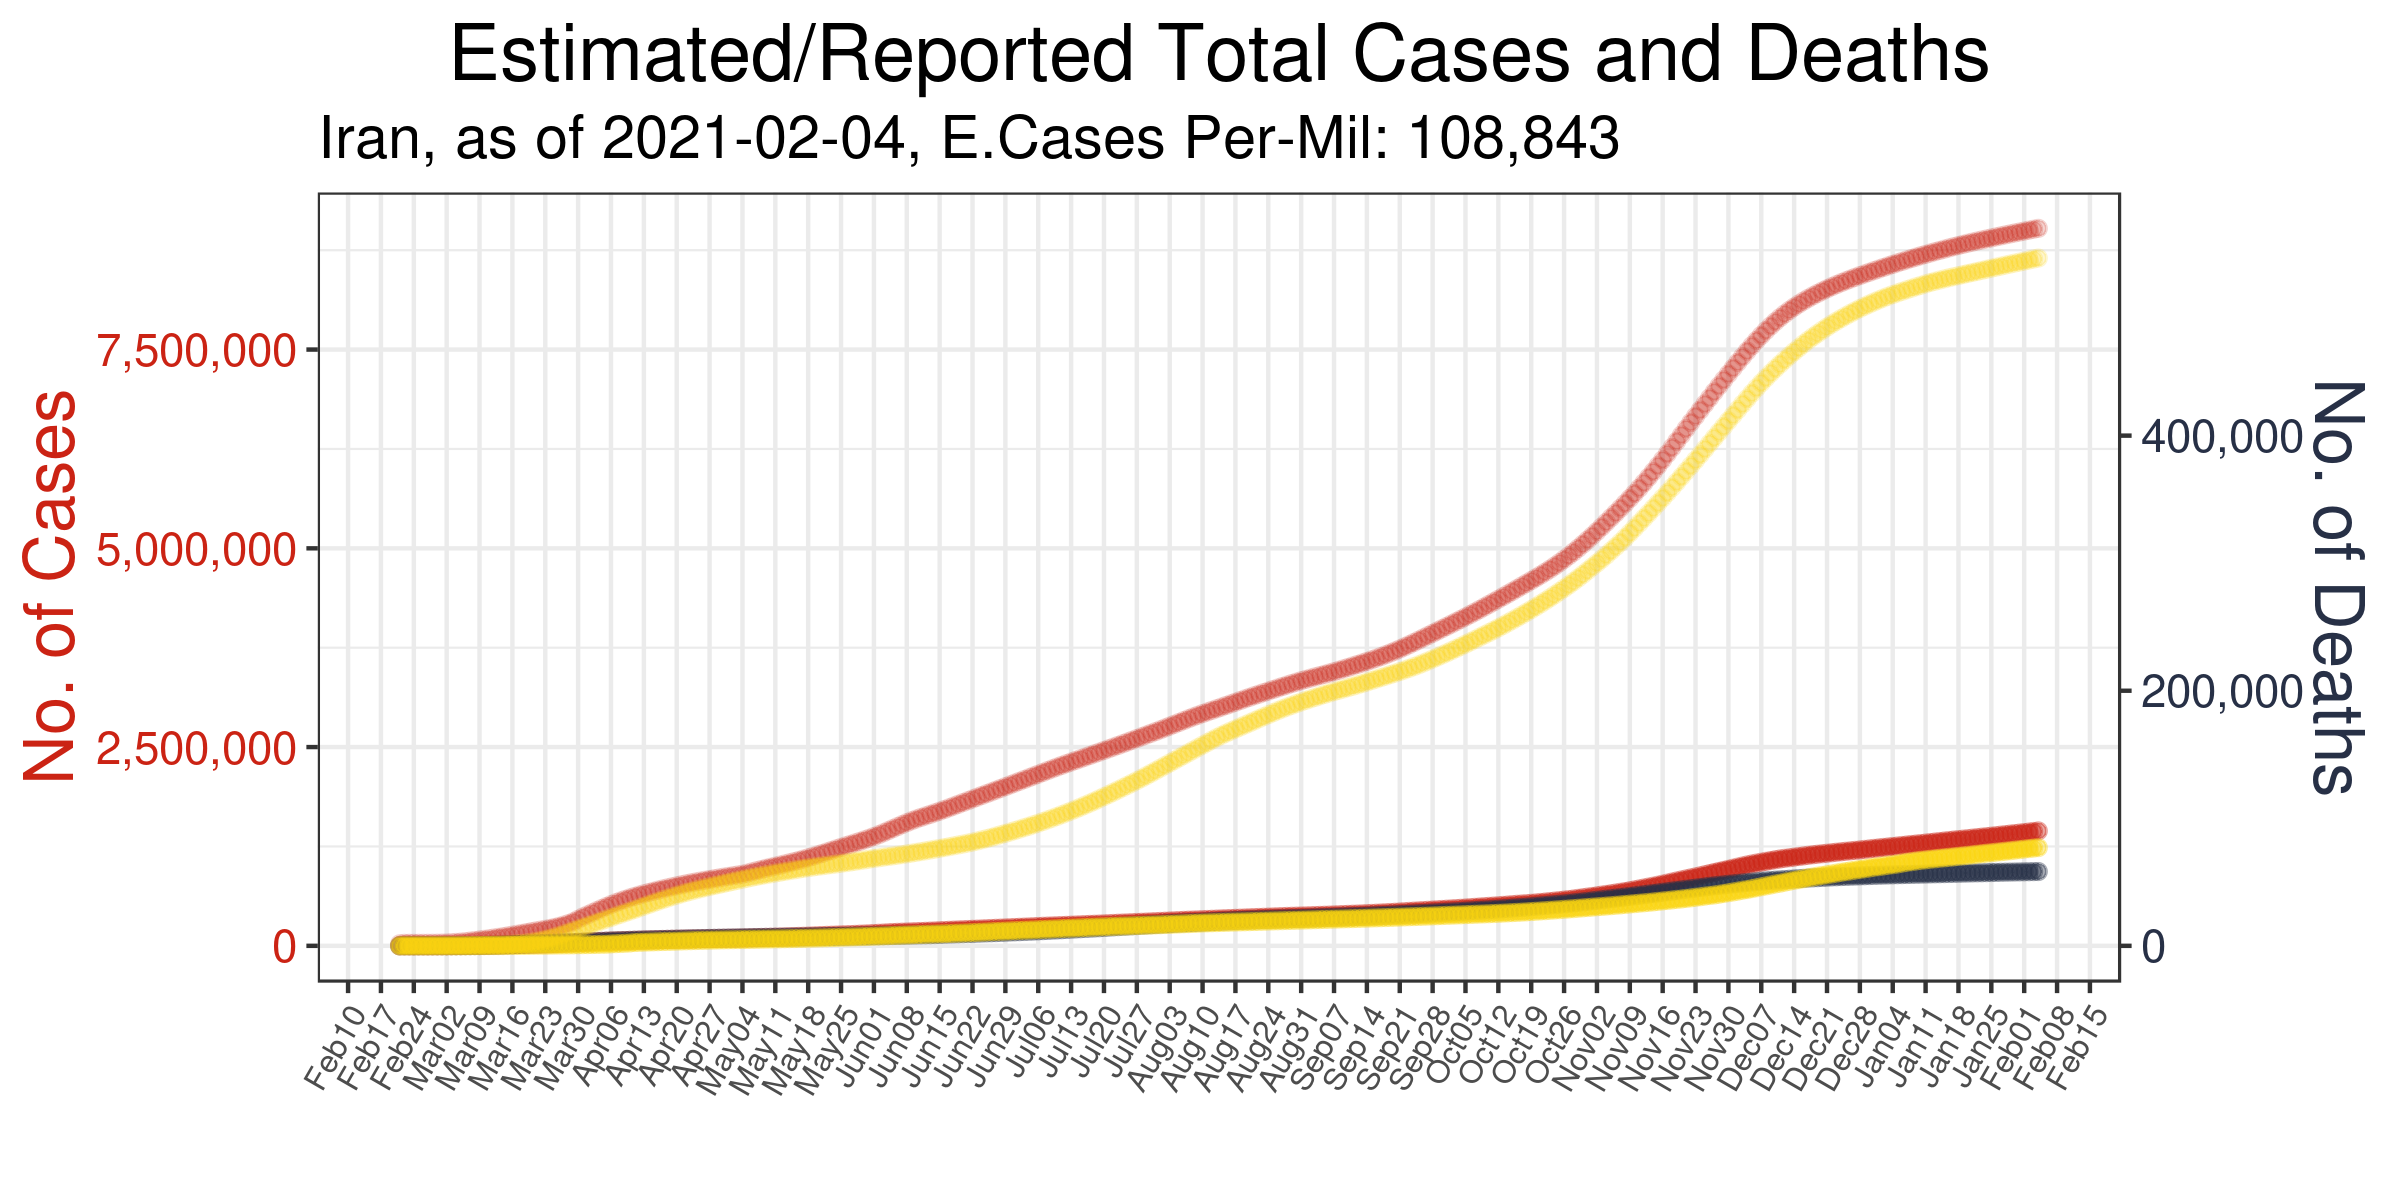 Estimated/Reported Total Cases and Deaths
Iran, as of 2021-02-04, E.Cases Per-Mil: 108,843
No. of Cases
7,500,000
5,000,000
2,500,000
0
400,000
200,000
0
No. of Deaths
Feb10
Feb17
Feb24
Mar02
Mar09
Mar16
Mar23
Mar30
Apr06
Apr13
Apr20
Apr27
May04
May11
May18
May25
Jun01
Jun08
Jun15
Jun22
Jun29
Jul06
Jul13
Jul20
Jul27
Aug03
Aug10
Aug17
Aug24
Aug31
Sep07
Sep14
Sep21
Sep28
Oct05
Oct12
Oct19
Oct26
Nov02
Nov09
Nov16
Nov23
Nov30
Dec07
Dec14
Dec21
Dec28
Jan04
Jan11
Jan18
Jan25
Feb01
Feb08
Feb15